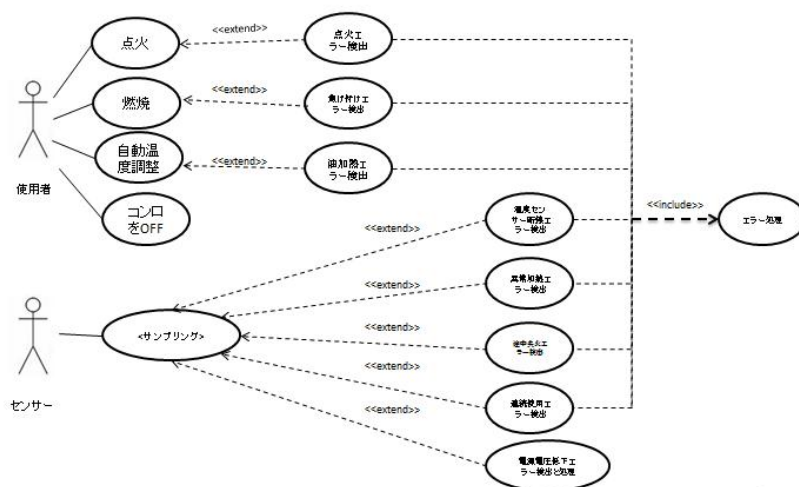 点火
<<extend>>
点火エ
ラー検出
燃焼
<<extend>>
焦げ付けエ
ラー検出
使用者
自動温
度調整
<<extend>>
油加熱エ
ラー検出
コンロ
をOFF
<<extend>>
温度セン
サー断線エ
ラー検出
<<include>>
エラー処理
<<extend>>
異常加熱エ
ラー検出
センサー
<サンプリング>
<<extend>>
途中失火エ
ラー検出
<<extend>>
連続使用エ
ラー検出
<<extend>>
電源電圧低下エ
ラー検出と処理